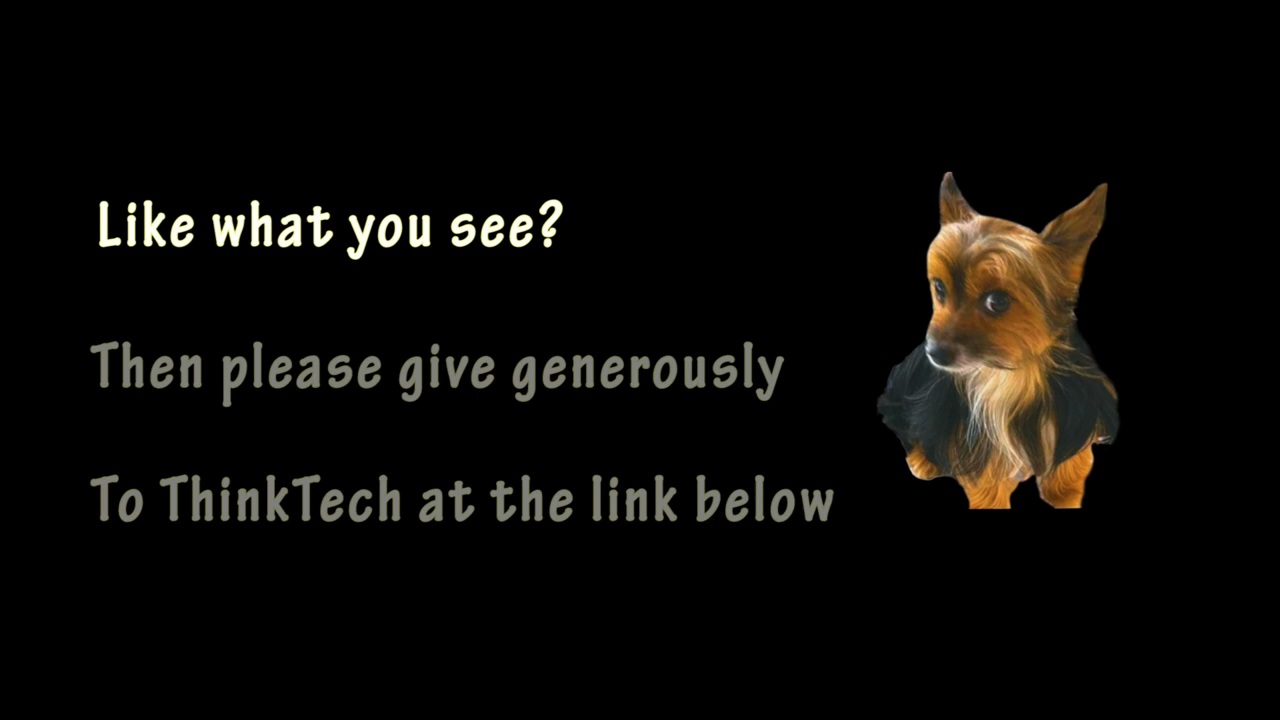 Like what you see?
Then please give generously
To ThinkTech at the link below